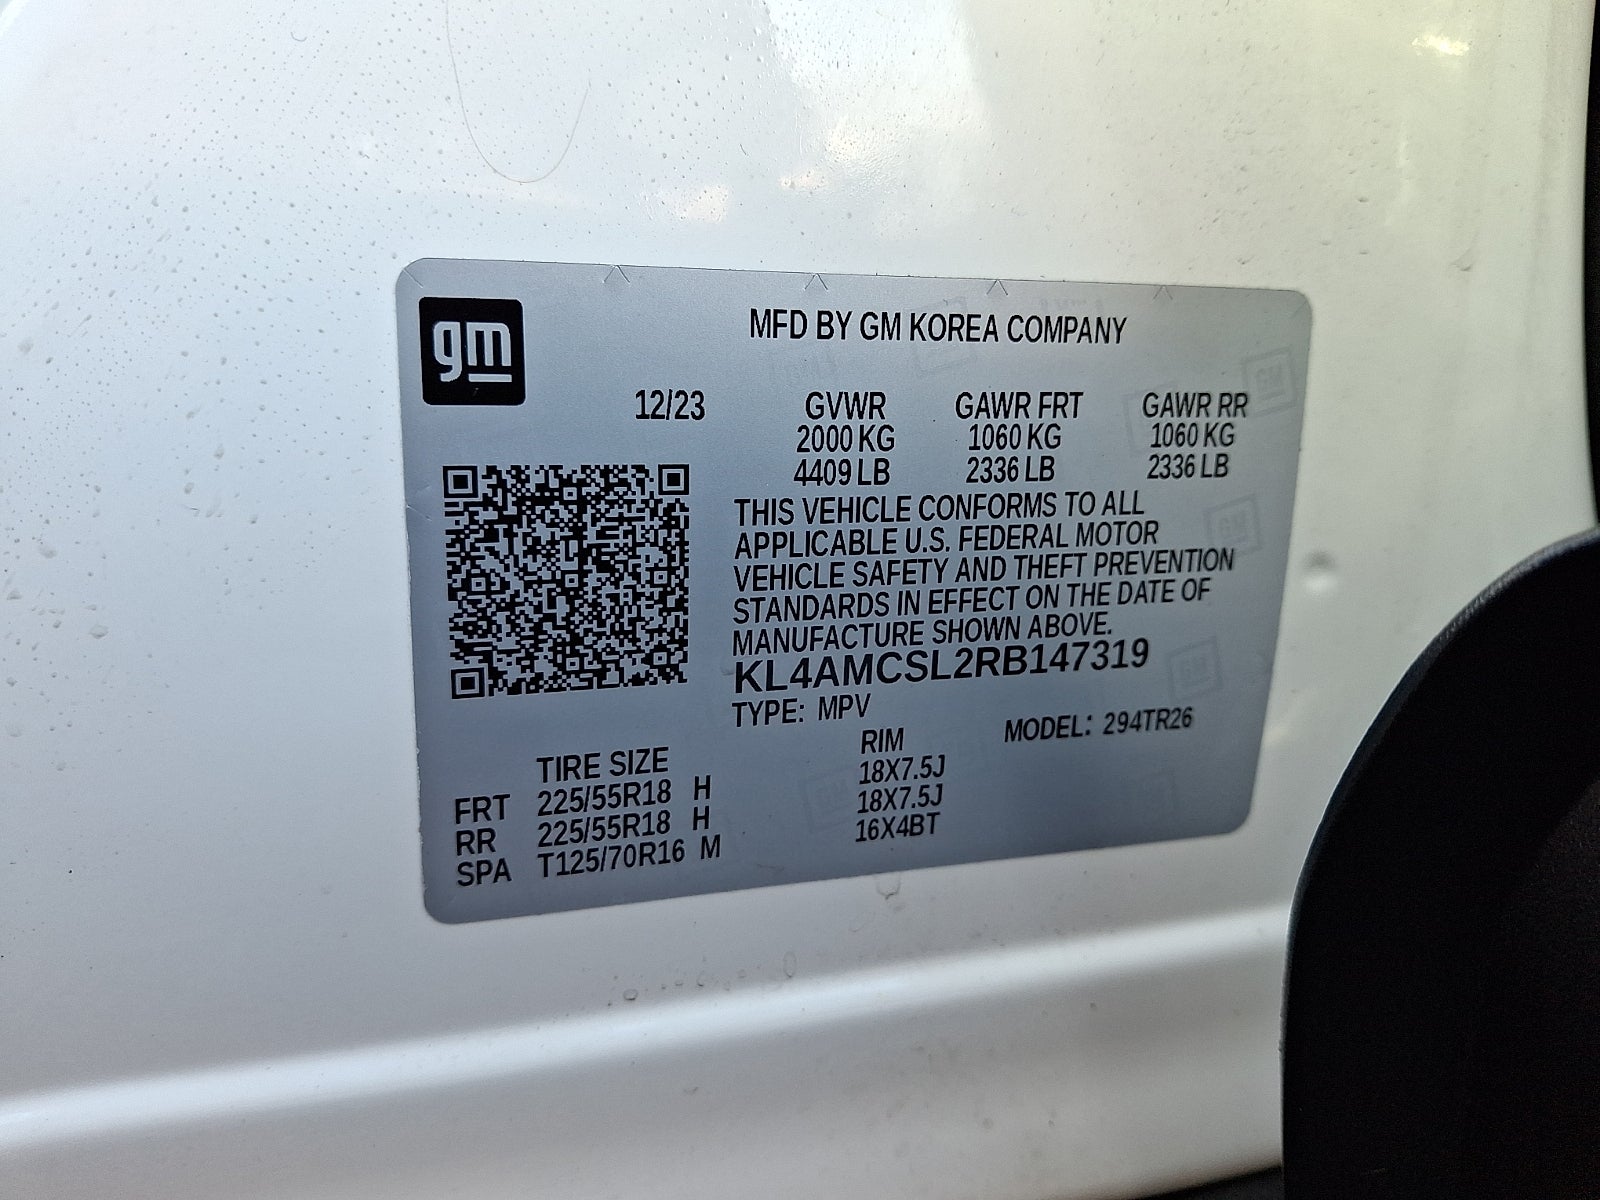 gm
MFD BY GM KOREA COMPANY
12/23 GVWR GAWR FRT GAWR RR
2000 KG 1060 KG 1060 KG
4409 LB 2336 LB 2336 LB
THIS VEHICLE CONFORMS TO ALL
APPLICABLE U.S. FEDERAL MOTOR
VEHICLE SAFETY AND THEFT PREVENTION
STANDARDS IN EFFECT ON THE DATE OF
MANUFACTURE SHOWN ABOVE.
KL4AMCSL2RB147319
TYPE: MPV MODEL: 294TR26
TIRE SIZE RIM
FRT 225/55R18 H 18X7.5J
RR 225/55R18 H 18X7.5J
SPA T125/70R16 M 16X4BT